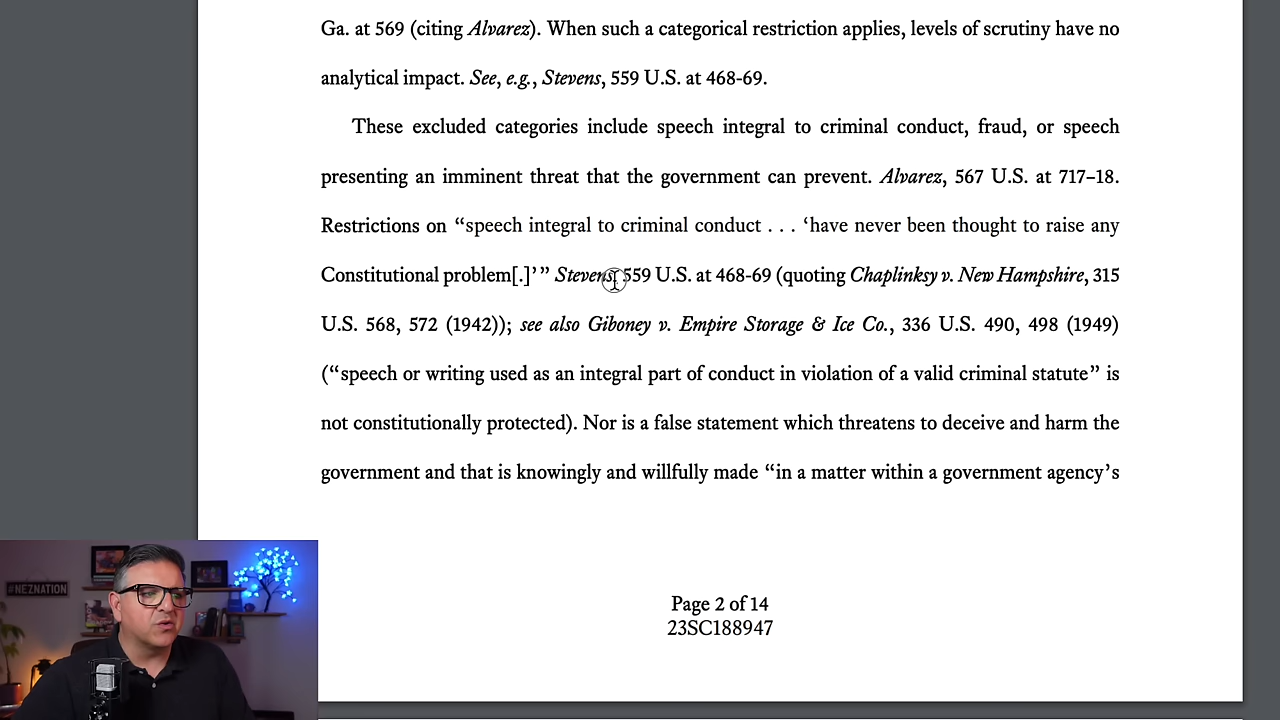 Ga. at 569 (citing Alvarez). When such a categorical restriction applies, levels of scrutiny have no
analytical impact. See, e.g., Stevens, 559 U.S. at 468-69.
These excluded categories include speech integral to criminal conduct, fraud, or speech
presenting an imminent threat that the government can prevent. Alvarez, 567 U.S. at 717–18.
Restrictions on “speech integral to criminal conduct . . . ‘have never been thought to raise any
Constitutional problem[.]’” Stevens, 559 U.S. at 468-69 (quoting Chaplinksy v. New Hampshire, 315
U.S. 568, 572 (1942)); see also Giboney v. Empire Storage & Ice Co., 336 U.S. 490, 498 (1949)
(“speech or writing used as an integral part of conduct in violation of a valid criminal statute” is
not constitutionally protected). Nor is a false statement which threatens to deceive and harm the
government and that is knowingly and willfully made “in a matter within a government agency’s
#NEZNATION
Page 2 of 14
23SC188947